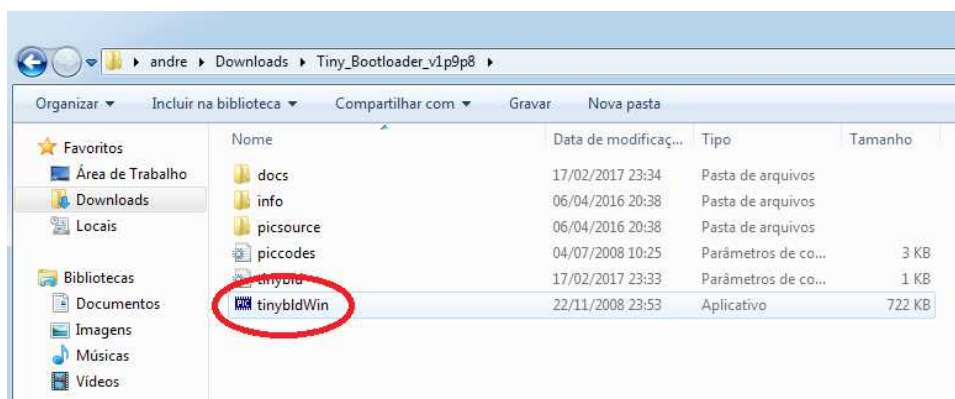 andre Downloads Tiny_Bootloader_v1p9p8
Organizar Incluir na biblioteca Compartilhar com Gravar Nova pasta
Nome Data de modificaç... Tipo Tamanho
Favoritos
Área de Trabalho
Downloads
Locais
Bibliotecas
Documentos
Imagens
Músicas
Vídeos
docs 17/02/2017 23:34 Pasta de arquivos
info 06/04/2016 20:38 Pasta de arquivos
picsource 06/04/2016 20:38 Pasta de arquivos
piccodes 04/07/2008 10:25 Parâmetros de co... 3 KB
tinybld 17/02/2017 23:33 Parâmetros de co... 1 KB
PIC tinybldWin 22/11/2008 23:53 Aplicativo 722 KB